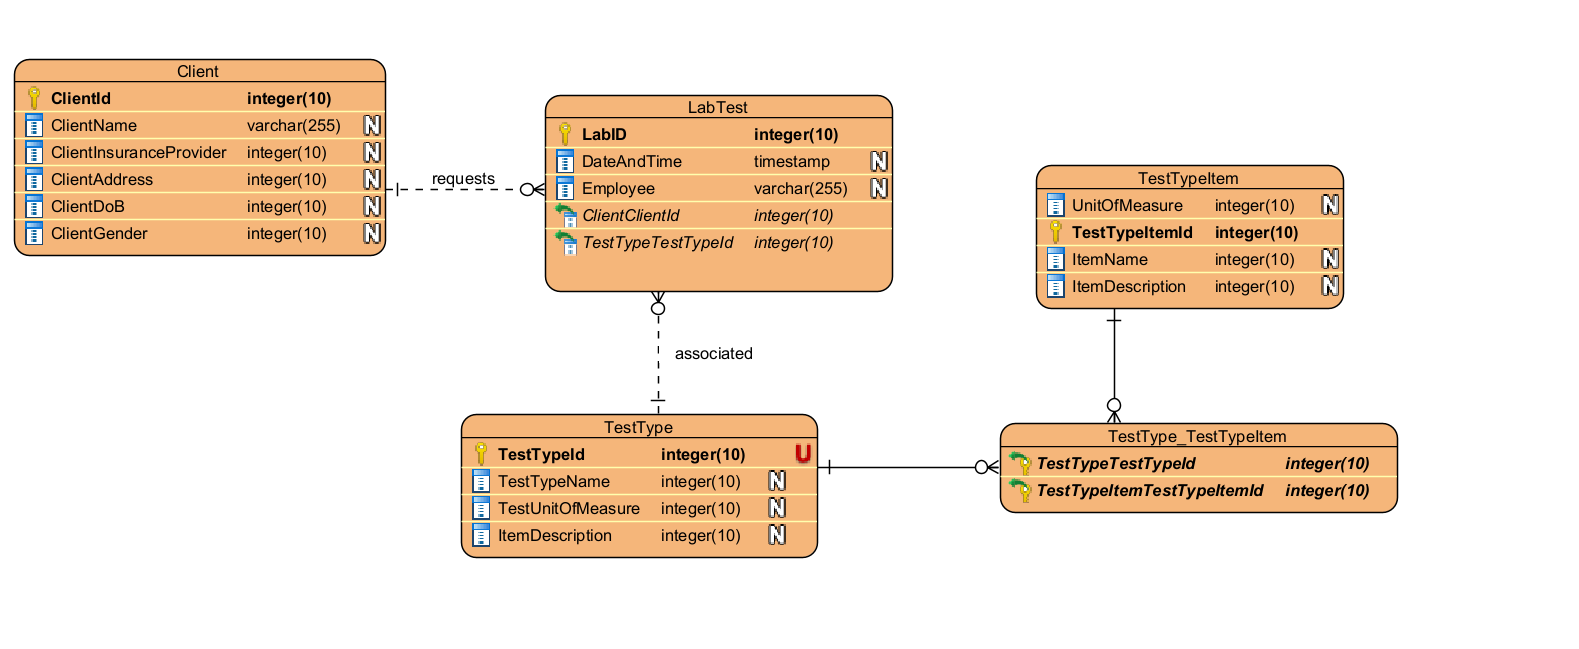 Client
ClientId integer(10)
ClientName varchar(255) N
ClientInsuranceProvider integer(10) N
ClientAddress integer(10) N
ClientDoB integer(10) N
ClientGender integer(10) N
requests
LabTest
LabID integer(10)
DateAndTime timestamp N
Employee varchar(255) N
ClientClientId integer(10)
TestTypeTestTypeId integer(10)
TestTypeItem
UnitOfMeasure integer(10) N
TestTypeItemId integer(10)
ItemName integer(10) N
ItemDescription integer(10) N
associated
TestType
TestTypeId integer(10) U
TestTypeName integer(10) N
TestUnitOfMeasure integer(10) N
ItemDescription integer(10) N
TestType_TestTypeItem
TestTypeTestTypeId integer(10)
TestTypeItemTestTypeItemId integer(10)